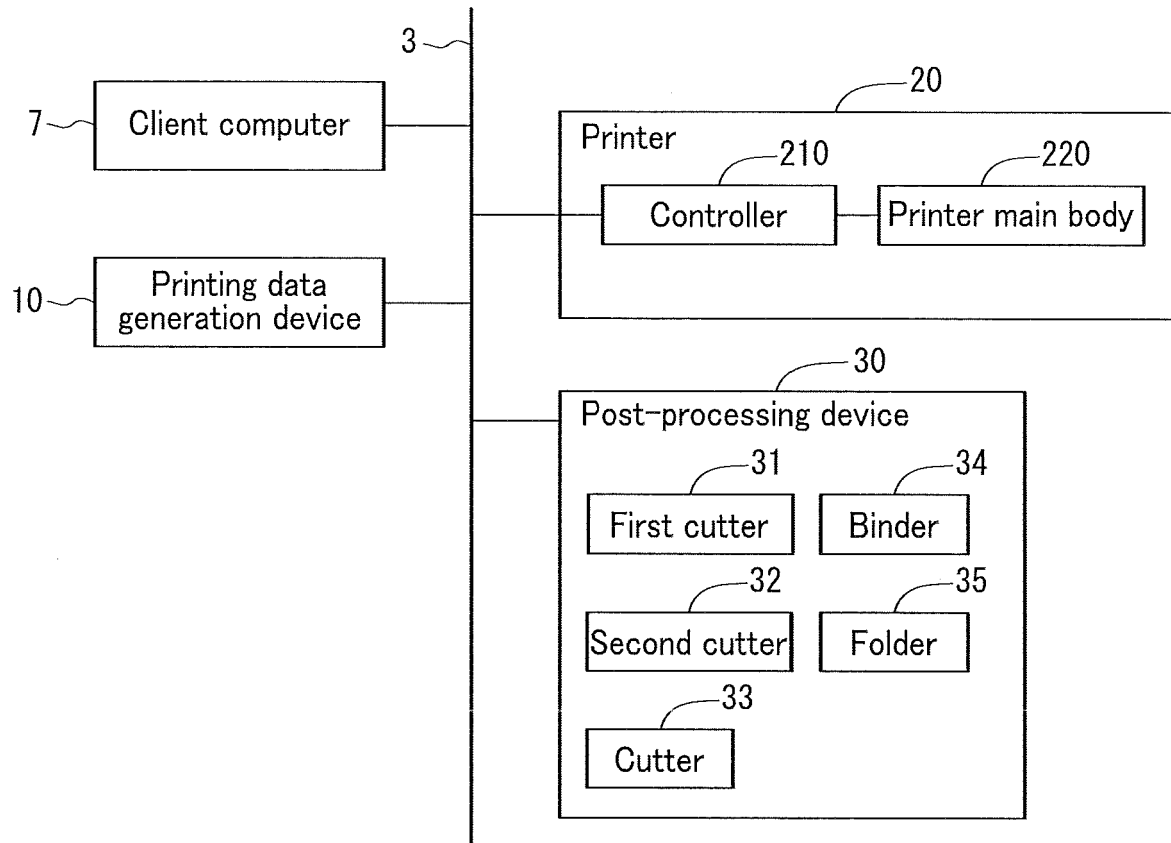 3
7
Client computer
20
Printer
210
220
Controller
Printer main body
10
Printing data
generation device
30
Post-processing device
31
34
First cutter
Binder
32
35
Second cutter
Folder
33
Cutter